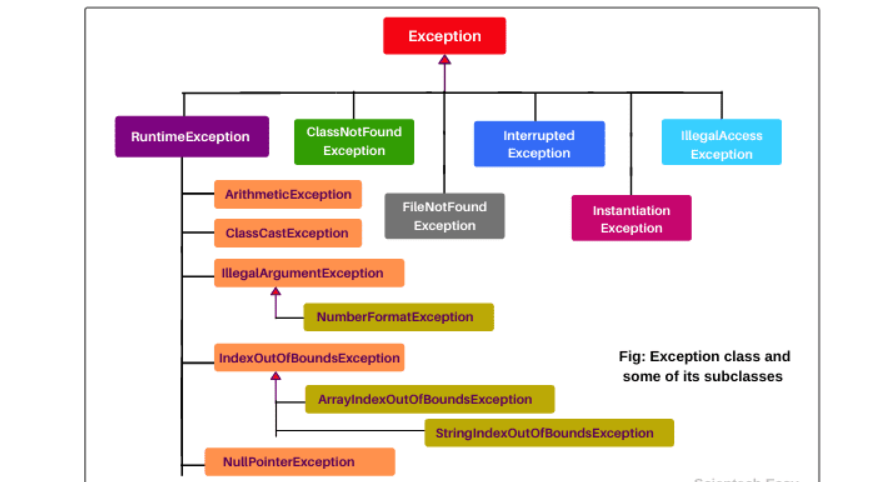 Exception
RuntimeException
ClassNotFound
Exception
Interrupted
Exception
IllegalAccess
Exception
FileNotFound
Exception
Instantiation
Exception
ArithmeticException
ClassCastException
IllegalArgumentException
NumberFormatException
IndexOutOfBoundsException
ArrayIndexOutOfBoundsException
StringIndexOutOfBoundsException
NullPointerException
Fig: Exception class and
some of its subclasses